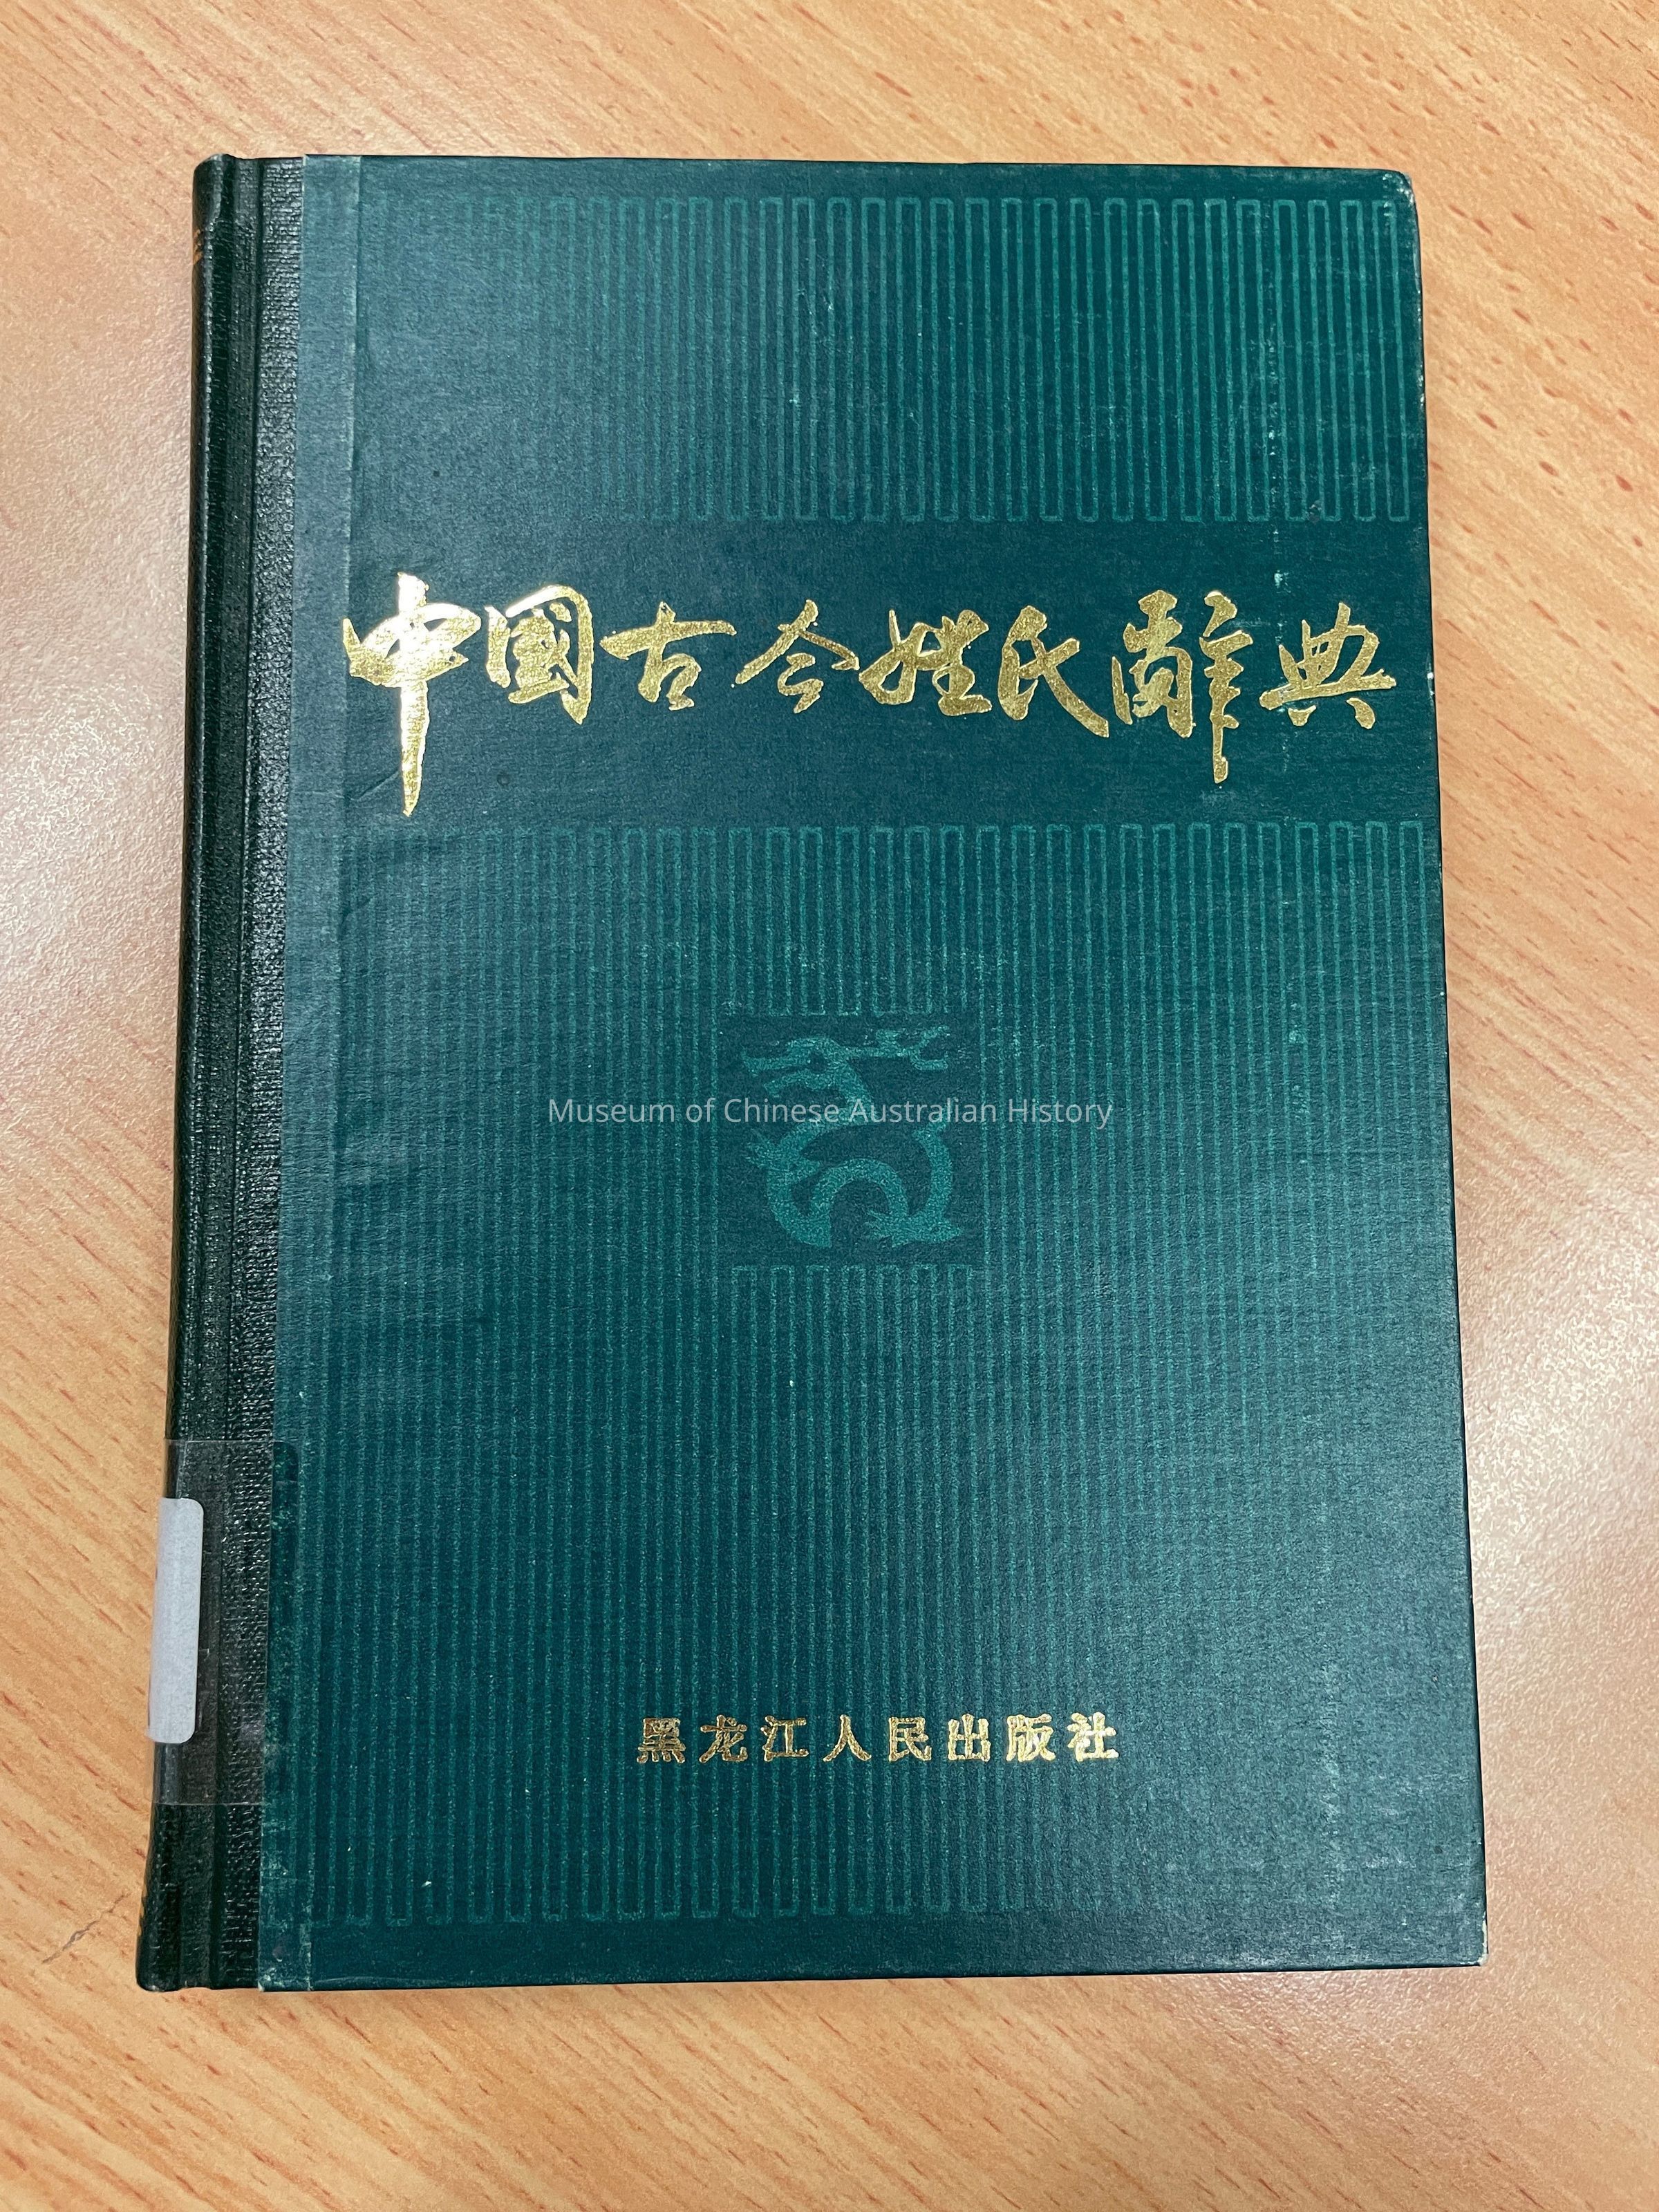 中國古今姓氏辭典
Museum of Chinese Australian History
黑龙江人民出版社